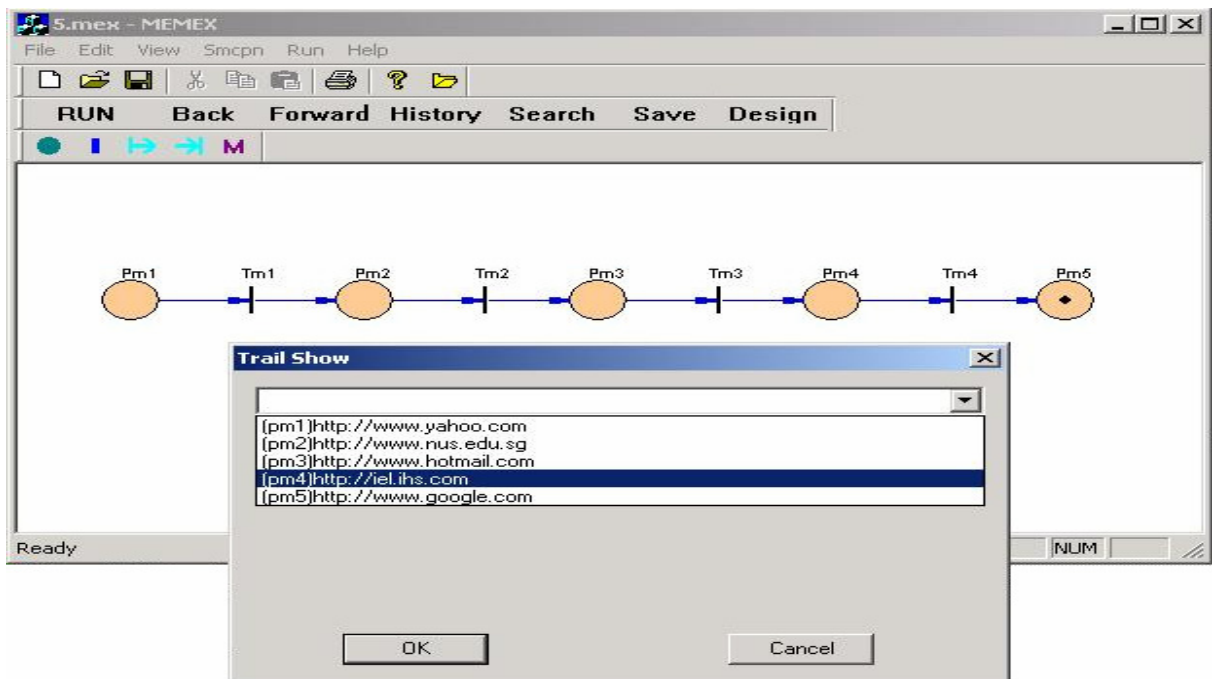 5.mex - MEMEX
File Edit View Smcpn Run Help
RUN Back Forward History Search Save Design
M
Pm1 Tm1 Pm2 Tm2 Pm3 Tm3 Pm4 Tm4 Pm5
Trail Show
(pm1)http://www.yahoo.com
(pm2)http://www.nus.edu.sg
(pm3)http://www.hotmail.com
(pm4)http://iel.ihs.com
(pm5)http://www.google.com
Ready NUM
OK Cancel